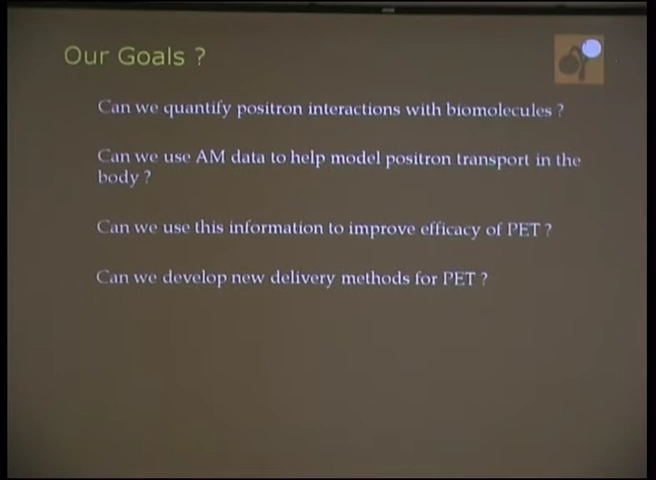 Our Goals ?
Can we quantify positron interactions with biomolecules ?
Can we use AM data to help model positron transport in the
body ?
Can we use this information to improve efficacy of PET ?
Can we develop new delivery methods for PET ?